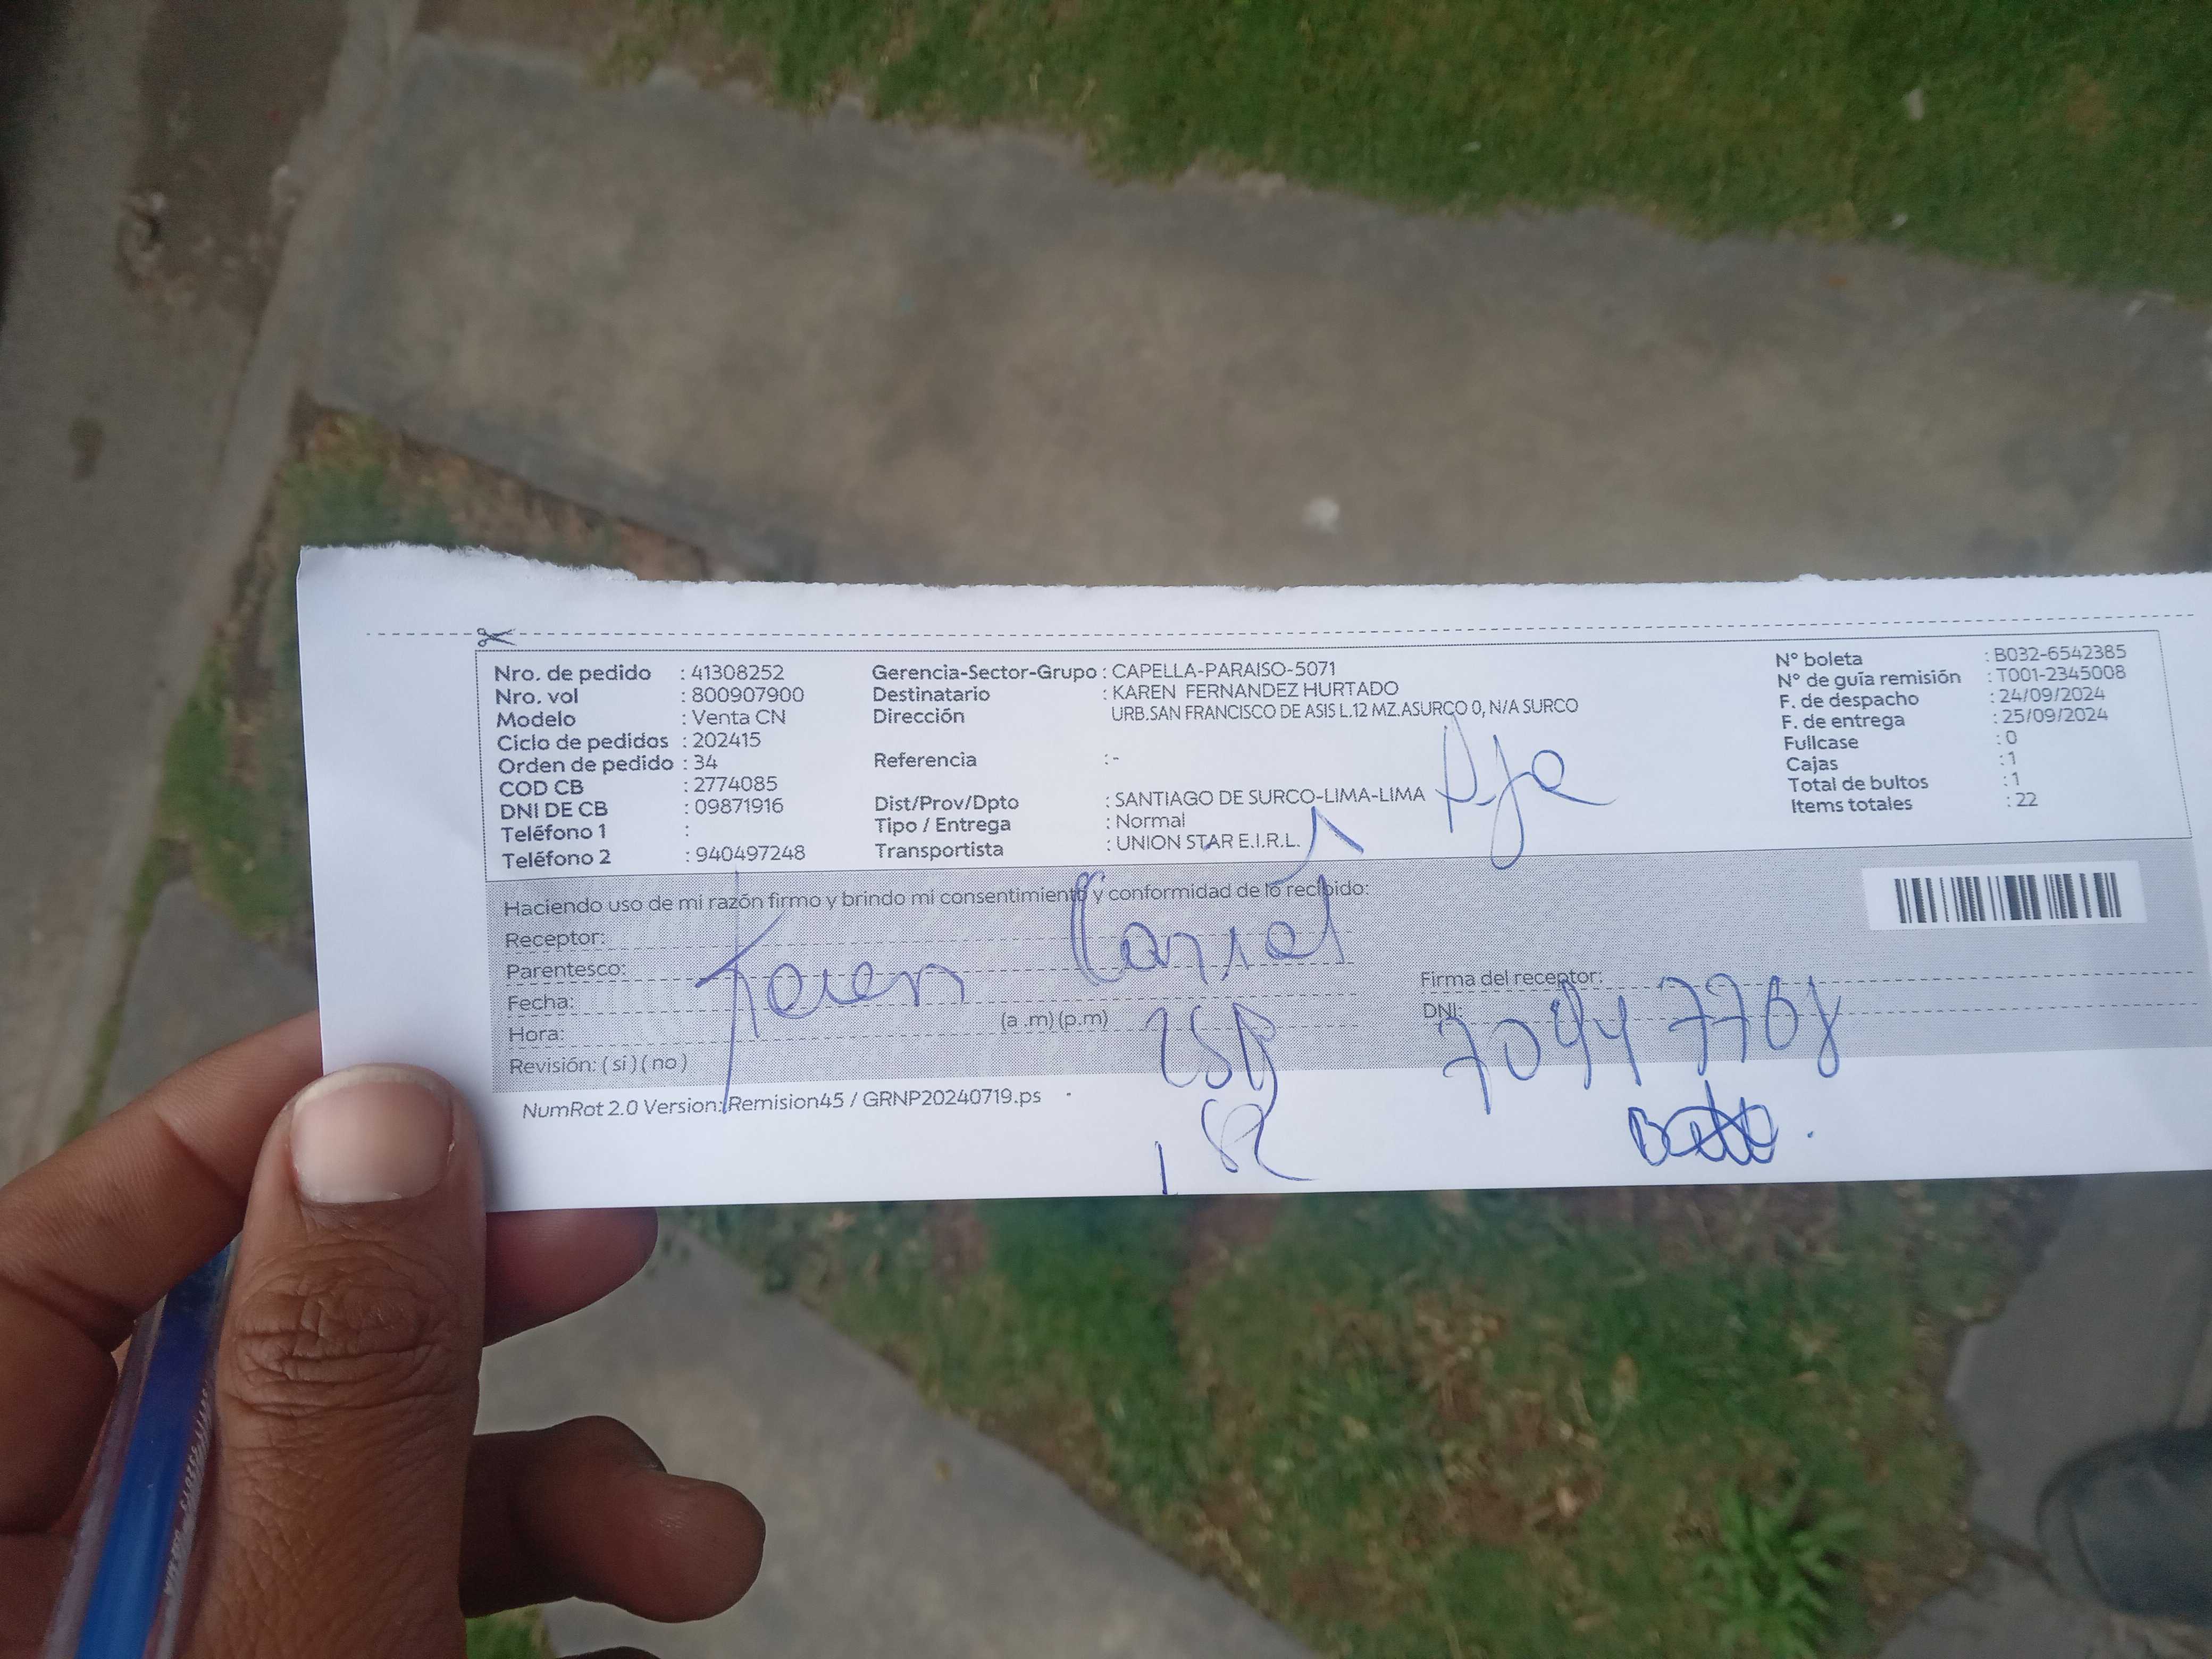 Nro. de pedido : 41308252
Nro. vol : 800907900
Modelo : Venta CN
Ciclo de pedidos : 202415
Orden de pedido : 34
COD CB : 2774085
DNI DE CB : 09871916
Teléfono 1 :
Teléfono 2 : 940497248
Gerencia-Sector-Grupo : CAPELLA-PARAISO-5071
Destinatario : KAREN FERNANDEZ HURTADO
Dirección URB.SAN FRANCISCO DE ASIS L.12 MZ.ASURCO 0, N/A SURCO
Referencia : -
Dist/Prov/Dpto : SANTIAGO DE SURCO-LIMA-LIMA
Tipo / Entrega : Normal
Transportista : UNION STAR E.I.R.L.
N° boleta : B032-6542385
N° de guía remisión : T001-2345008
F. de despacho : 24/09/2024
F. de entrega : 25/09/2024
Fullcase : 0
Cajas : 1
Total de bultos : 1
Items totales : 22
Haciendo uso de mi razón firmo y brindo mi consentimiento y conformidad de lo recibido:
Receptor:
Parentesco:
Fecha:
Hora: (a .m) (p.m)
Revisión: ( si ) ( no )
Firma del receptor:
DNI:
NumRot 2.0 Version: Remision45 / GRNP20240719.ps